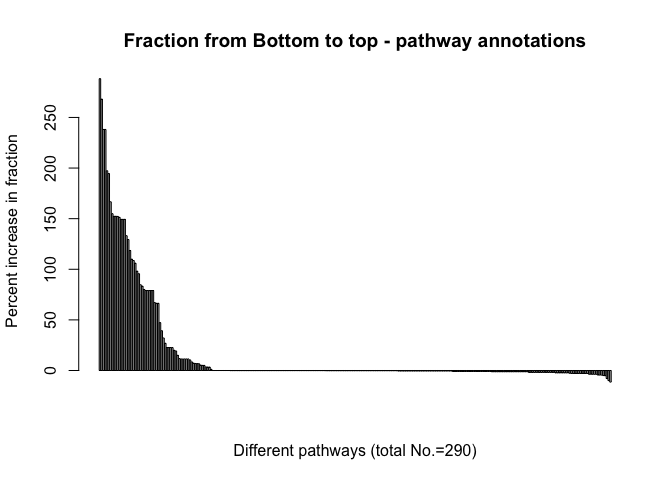 Fraction from Bottom to top - pathway annotations
Percent increase in fraction
250
200
150
100
50
0
Different pathways (total No.=290)